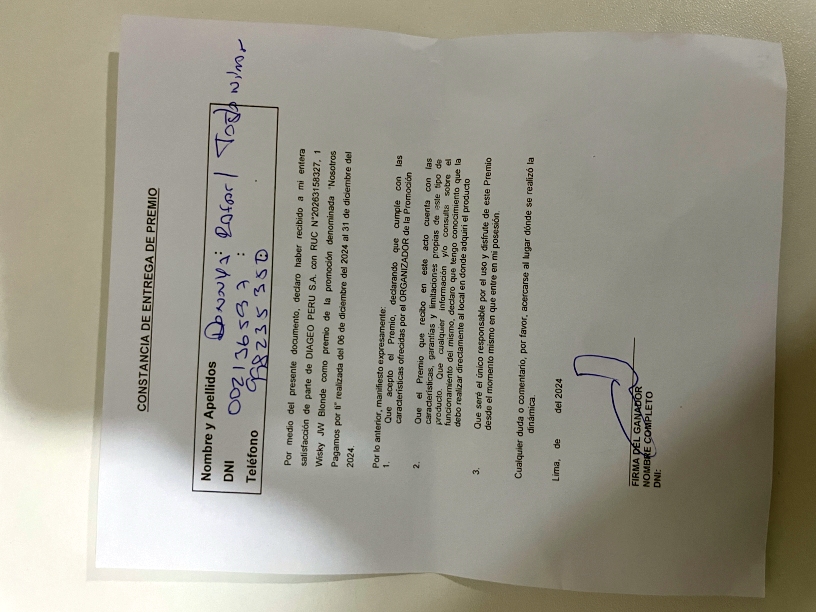 CONSTANCIA DE ENTREGA DE PREMIO
Nombre y Apellidos
DNI 002136597
Teléfono 998235350
Por medio del presente documento, declaro haber recibido a mi entera
satisfacción de parte de DIAGEO PERU S.A. con RUC N°20263158327, 1
Wisky JW Blonde como premio de la promoción denominada "Nosotros
Pagamos por ti" realizada del 06 de diciembre del 2024 al 31 de diciembre del
2024.
Por lo anterior, manifiesto expresamente:
1. Que acepto el Premio, declarando que cumple con las
características ofrecidas por el ORGANIZADOR de la Promoción
2. Que el Premio que recibo en este acto cuenta con las
características, garantías y limitaciones propias de este tipo de
producto. Que cualquier información y/o consulta sobre el
funcionamiento del mismo, declaro que tengo conocimiento que la
debo realizar directamente al local en donde adquirí el producto
3. Que seré el único responsable por el uso y disfrute de este Premio
desde el momento mismo en que entre en mi posesión.
Cualquier duda o comentario, por favor, acercarse al lugar dónde se realizó la
dinámica.
Lima, de del 2024
FIRMA DEL GANADOR
NOMBRE COMPLETO
DNI: